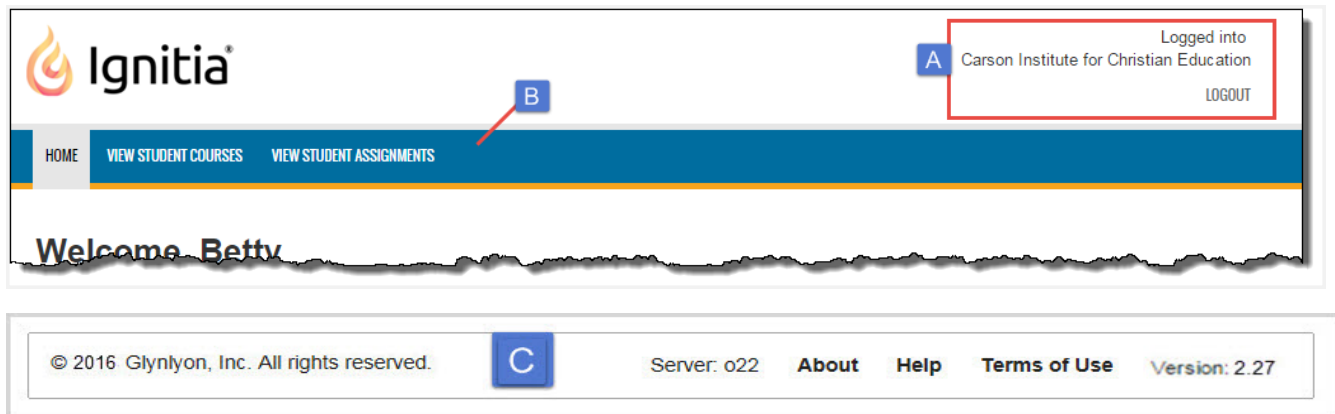 Ignitia®
Logged into
A
Carson Institute for Christian Education
LOGOUT
B
HOME VIEW STUDENT COURSES VIEW STUDENT ASSIGNMENTS
Welcome, Betty
© 2016 Glynlyon, Inc. All rights reserved. C Server: o22 About Help Terms of Use Version: 2.27